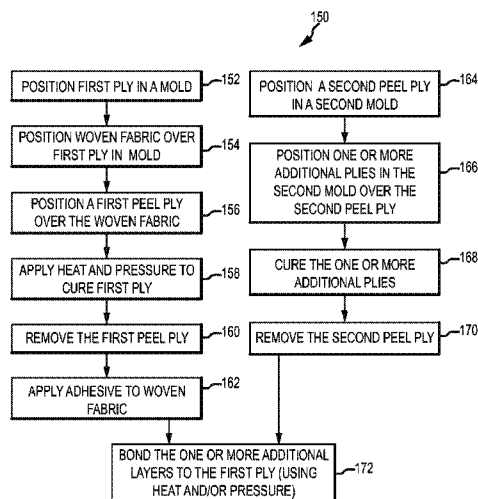 150
POSITION FIRST PLY IN A MOLD
152
POSITION WOVEN FABRIC OVER
FIRST PLY IN MOLD
154
POSITION A FIRST PEEL PLY
OVER THE WOVEN FABRIC
156
APPLY HEAT AND PRESSURE TO
CURE FIRST PLY
158
REMOVE THE FIRST PEEL PLY
160
APPLY ADHESIVE TO WOVEN
FABRIC
162
POSITION A SECOND PEEL PLY
IN A SECOND MOLD
164
POSITION ONE OR MORE
ADDITIONAL PLIES IN THE
SECOND MOLD OVER THE
SECOND PEEL PLY
166
CURE THE ONE OR MORE
ADDITIONAL PLIES
168
REMOVE THE SECOND PEEL PLY
170
BOND THE ONE OR MORE ADDITIONAL
LAYERS TO THE FIRST PLY (USING
HEAT AND/OR PRESSURE)
172